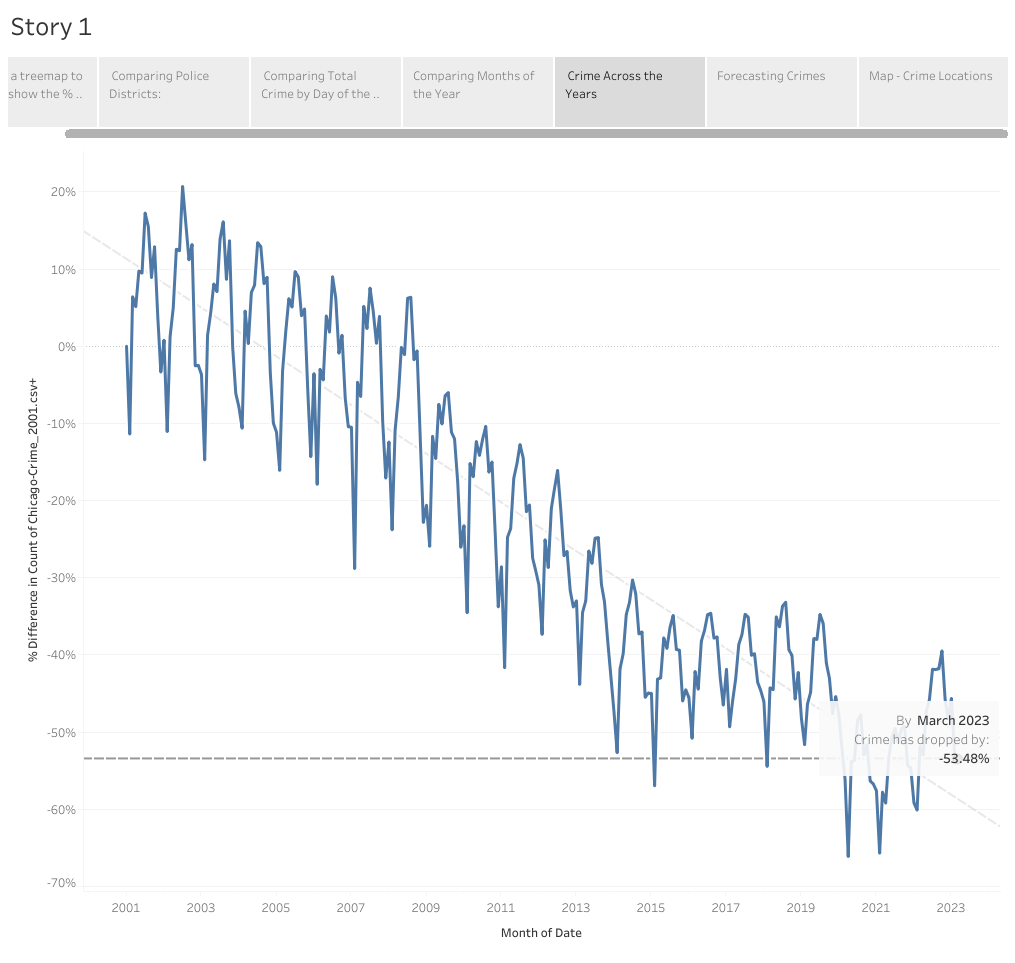 Story 1
a treemap to
show the % ..
Comparing Police
Districts:
Comparing Total
Crime by Day of the ..
Comparing Months of
the Year
Crime Across the
Years
Forecasting Crimes
Map - Crime Locations
% Difference in Count of Chicago-Crime_2001.csv+
20%
10%
0%
-10%
-20%
-30%
-40%
-50%
-60%
-70%
By March 2023
Crime has dropped by:
-53.48%
2001 2003 2005 2007 2009 2011 2013 2015 2017 2019 2021 2023
Month of Date